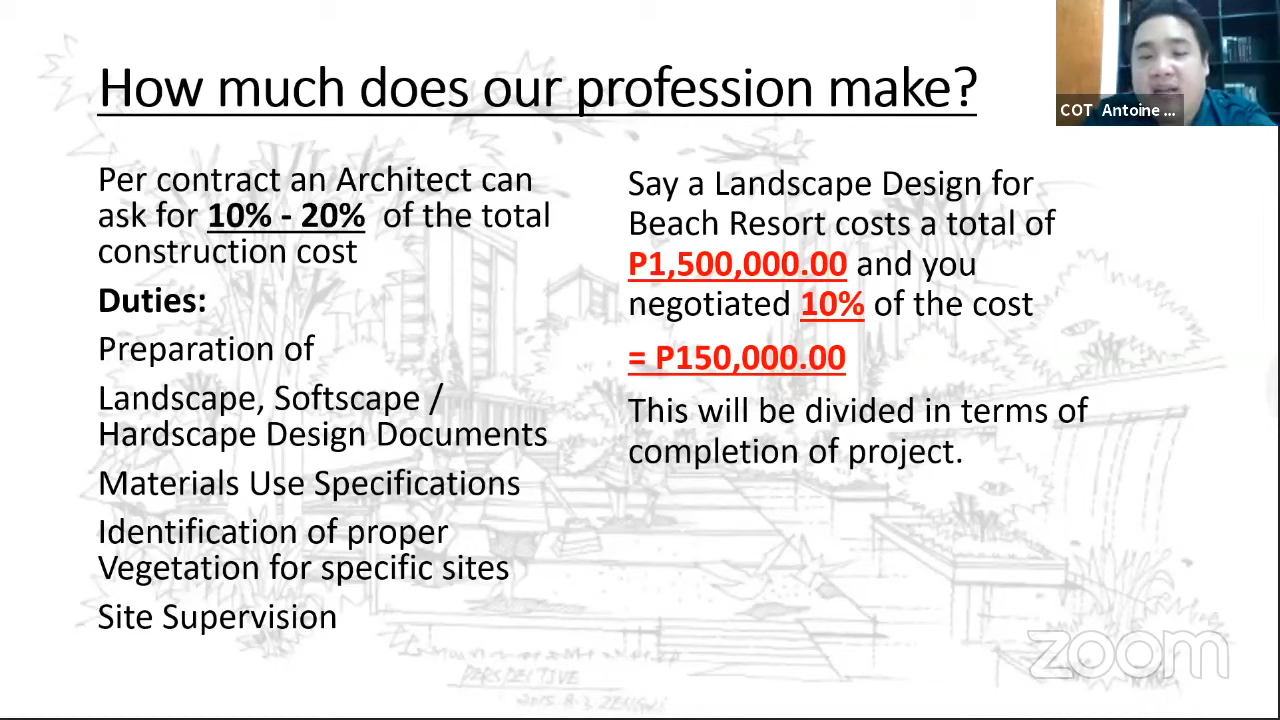 How much does our profession make?
COT Antoine ...
Per contract an Architect can
ask for 10% - 20% of the total
construction cost
Duties:
Preparation of
Landscape, Softscape /
Hardscape Design Documents
Materials Use Specifications
Identification of proper
Vegetation for specific sites
Site Supervision
Say a Landscape Design for
Beach Resort costs a total of
P1,500,000.00 and you
negotiated 10% of the cost
= P150,000.00
This will be divided in terms of
completion of project.
zoom
PERSPECTIVE